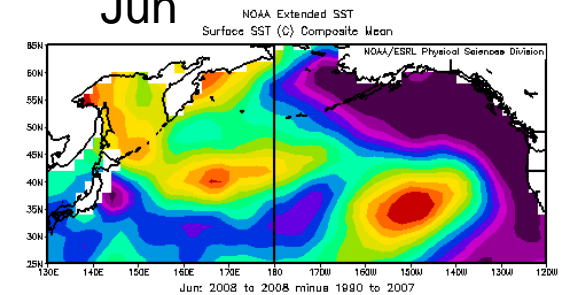 Jun
NOAA Extended SST
Surface SST (C) Composite Mean
NOAA/ESRL Physical Sciences Division
65N
60N
55N
50N
45N
40N
35N
30N
25N
130E 140E 150E 160E 170E 180 170W 160W 150W 140W 130W 120W
Jun: 2008 to 2008 minus 1990 to 2007